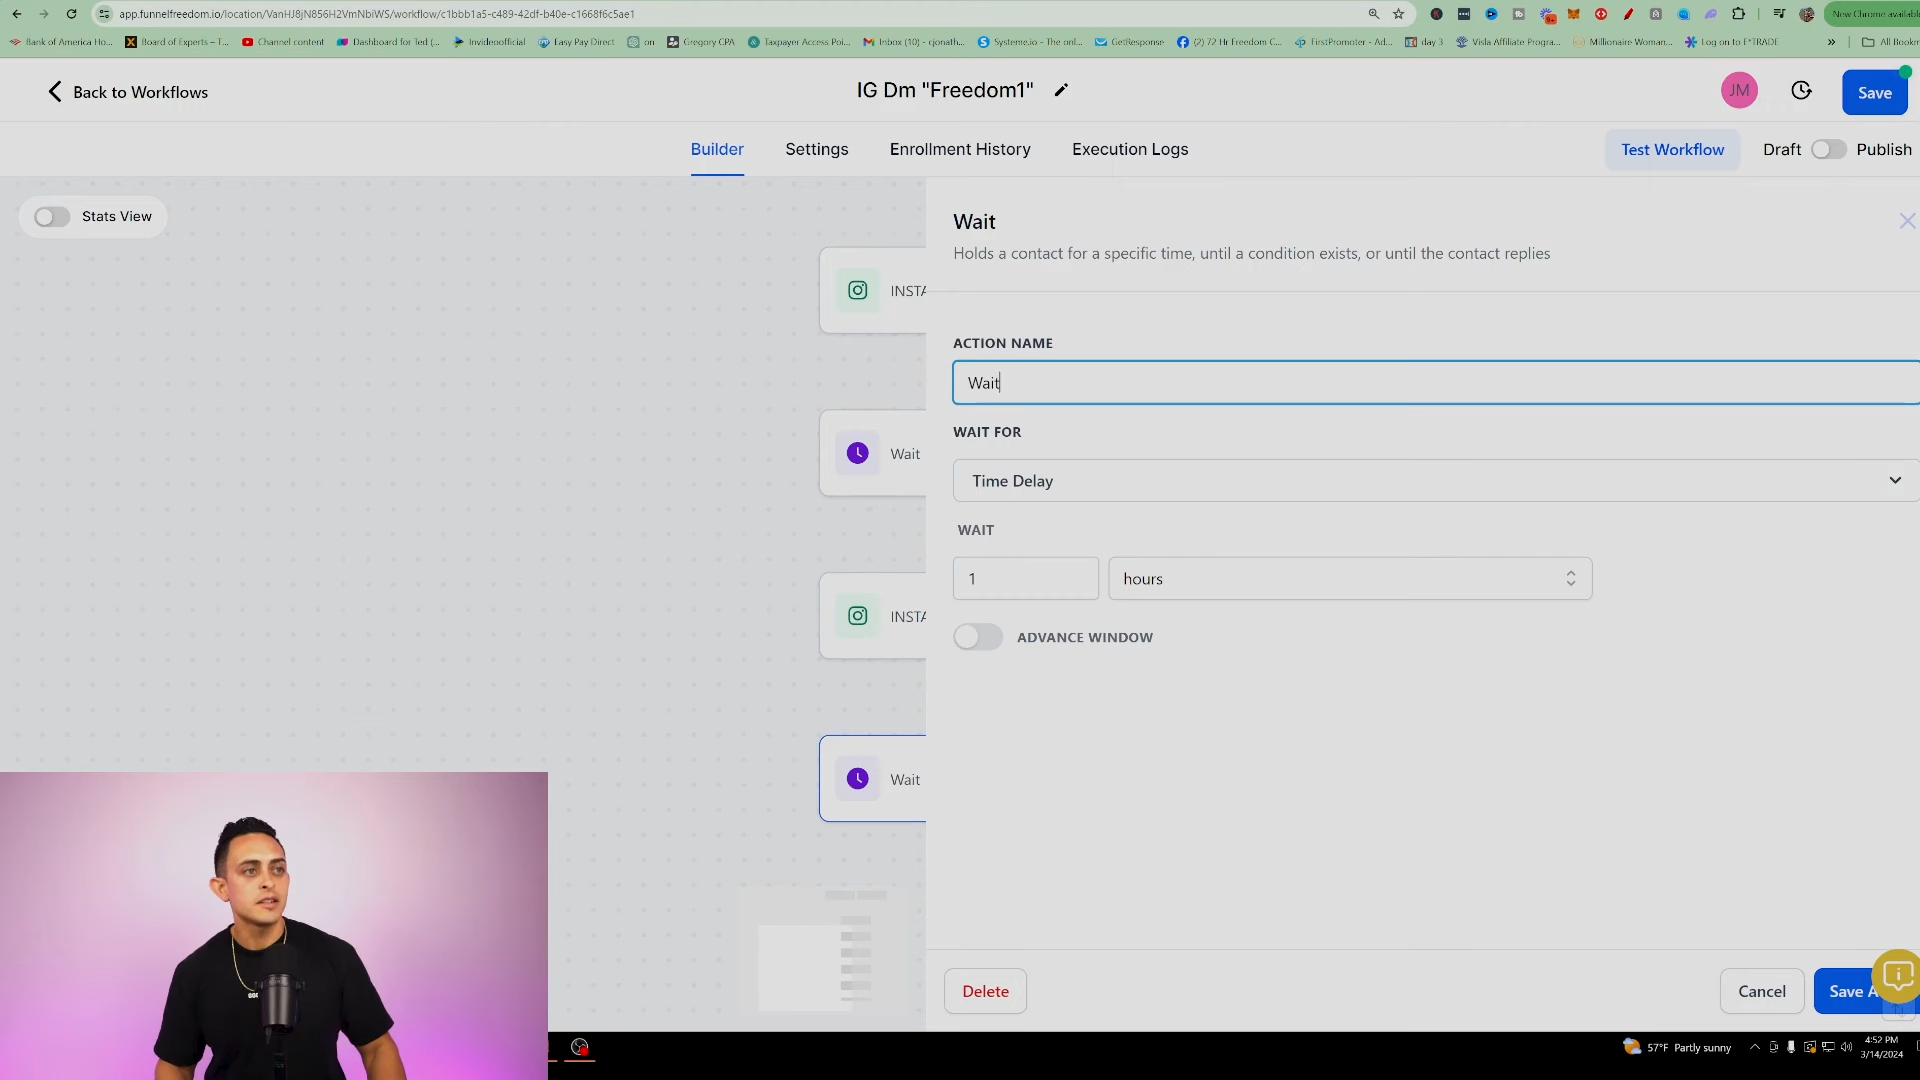 app.funnelfreedom.io/location/VanHJ8jN856H2VmNbiWS/workflow/c1bbb1a5-c489-42df-b40e-c1668f6c5ae1
New Chrome available
Bank of America Ho...
Board of Experts – T...
Channel content
Dashboard for Ted (...
Invideoofficial
Easy Pay Direct
on
Gregory CPA
Taxpayer Access Poi...
Inbox (10) - cjonath...
Systeme.io - The onl...
GetResponse
(2) 72 Hr Freedom C...
FirstPromoter - Ad...
day 3
Visla Affiliate Progra...
Millionaire Woman...
Log on to E*TRADE
»
All Book
Back to Workflows
IG Dm "Freedom1"
JM
Save
Builder
Settings
Enrollment History
Execution Logs
Test Workflow
Draft
Publish
Stats View
INSTA
Wait
INSTA
Wait
Wait
Holds a contact for a specific time, until a condition exists, or until the contact replies
ACTION NAME
Wait
WAIT FOR
Time Delay
WAIT
1
hours
ADVANCE WINDOW
Delete
Cancel
Save A
57°F Partly sunny
4:52 PM
3/14/2024